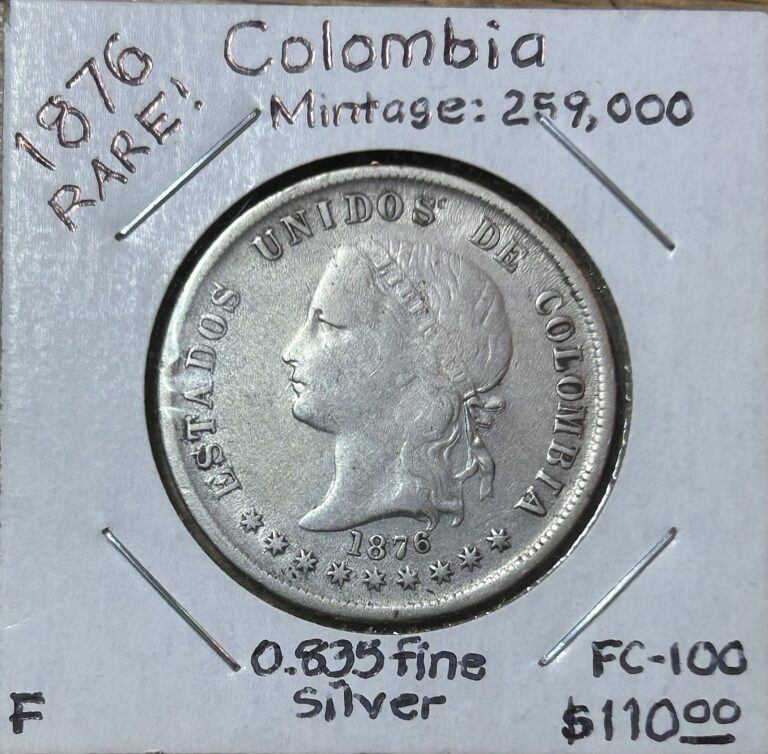 1876
RARE!
Colombia
Mintage: 259,000
ESTADOS UNIDOS DE COLOMBIA
1876
0.835 fine
silver
F
FC-100
$110.00